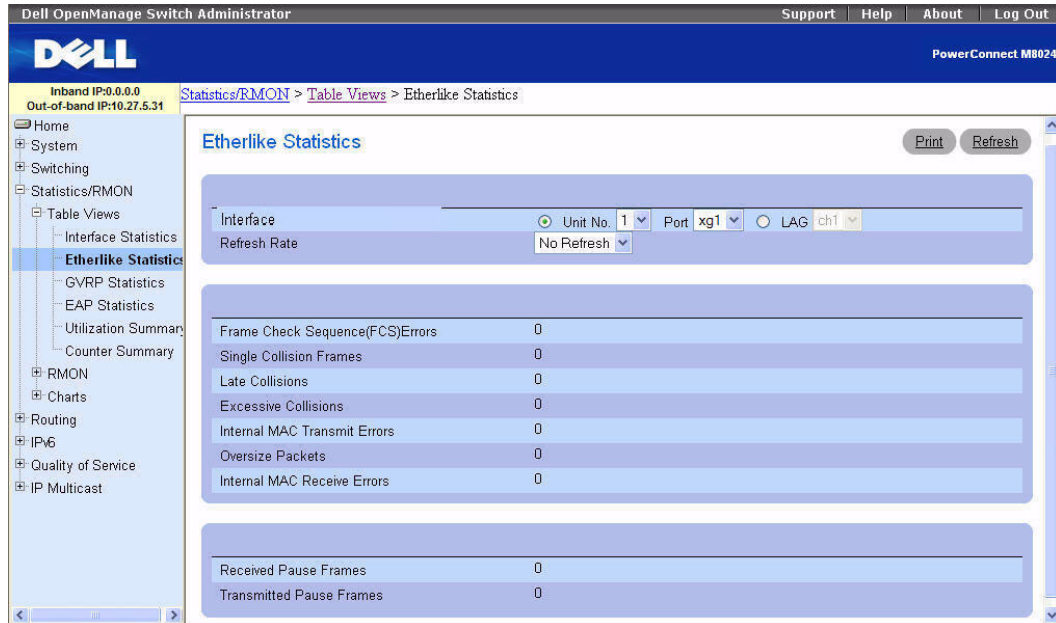 Dell OpenManage Switch Administrator
Support Help About Log Out
DELL
PowerConnect M8024
Inband IP:0.0.0.0
Out-of-band IP:10.27.5.31
Statistics/RMON > Table Views > Etherlike Statistics
Home
System
Switching
Statistics/RMON
Table Views
Interface Statistics
Etherlike Statistics
GVRP Statistics
EAP Statistics
Utilization Summary
Counter Summary
RMON
Charts
Routing
IPv6
Quality of Service
IP Multicast
Etherlike Statistics
Print Refresh
Interface Unit No. 1 Port xg1 LAG ch1
Refresh Rate No Refresh
Frame Check Sequence(FCS)Errors 0
Single Collision Frames 0
Late Collisions 0
Excessive Collisions 0
Internal MAC Transmit Errors 0
Oversize Packets 0
Internal MAC Receive Errors 0
Received Pause Frames 0
Transmitted Pause Frames 0